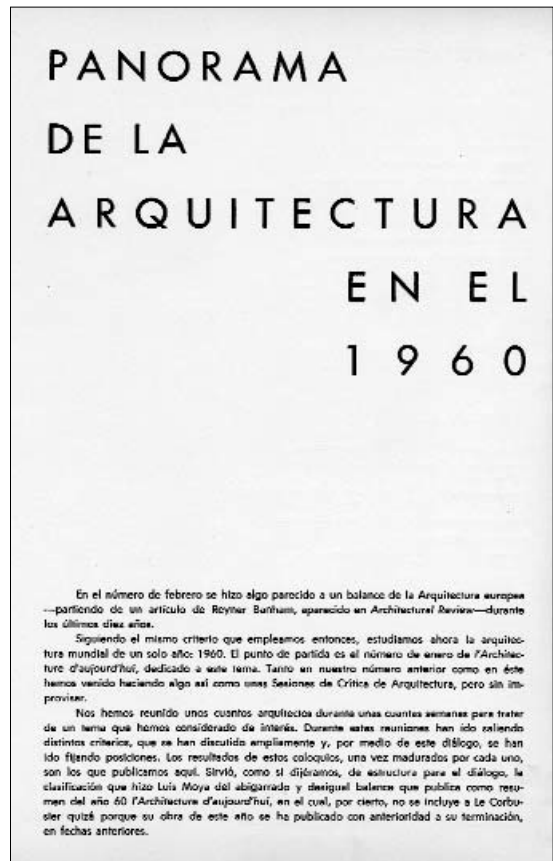 PANORAMA
DE LA
ARQUITECTURA
EN EL
1960
En el número de febrero se hizo algo parecido a un balance de la Arquitectura europea
—partiendo de un artículo de Reyner Banham, aparecido en Architectural Review—durante
los últimos diez años.
Siguiendo el mismo criterio que empleamos entonces, estudiamos ahora la arquitec-
tura mundial de un solo año: 1960. El punto de partida es el número de enero de l'Architec-
ture d'aujourd'hui, dedicado a este tema. Tanto en nuestro número anterior como en éste
hemos venido haciendo algo así como unas Sesiones de Crítica de Arquitectura, pero sin im-
provisar.
Nos hemos reunido unos cuantos arquitectos durante unas cuantas semanas para tratar
de un tema que hemos considerado de interés. Durante estas reuniones han ido saliendo
distintos criterios, que se han discutido ampliamente y, por medio de este diálogo, se han
ido fijando posiciones. Los resultados de estos coloquios, una vez madurados por cada uno,
son los que publicamos aquí. Sirvió, como si dijéramos, de estructura para el diálogo, la
clasificación que hizo Luis Moya del abigarrado y desigual balance que publica como resu-
men del año 60 l'Architecture d'aujourd'hui, en el cual, por cierto, no se incluye a Le Corbu-
sier quizá porque su obra de este año se ha publicado con anterioridad a su terminación,
en fechas anteriores.